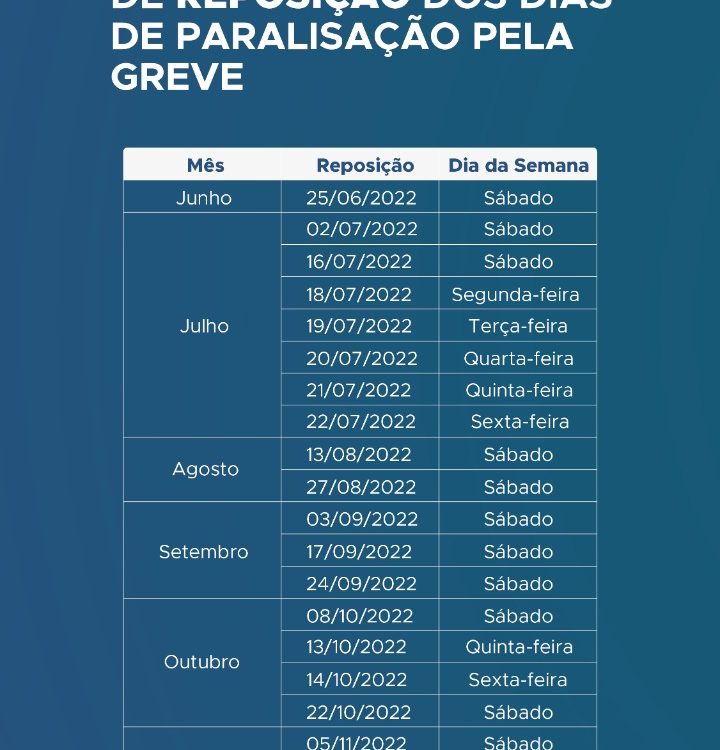 DE REPOSIÇÃO DOS DIAS
DE PARALISAÇÃO PELA
GREVE
Mês Reposição Dia da Semana
Junho 25/06/2022 Sábado
02/07/2022 Sábado
16/07/2022 Sábado
18/07/2022 Segunda-feira
Julho 19/07/2022 Terça-feira
20/07/2022 Quarta-feira
21/07/2022 Quinta-feira
22/07/2022 Sexta-feira
Agosto 13/08/2022 Sábado
27/08/2022 Sábado
03/09/2022 Sábado
Setembro 17/09/2022 Sábado
24/09/2022 Sábado
08/10/2022 Sábado
Outubro 13/10/2022 Quinta-feira
14/10/2022 Sexta-feira
22/10/2022 Sábado
05/11/2022 Sábado